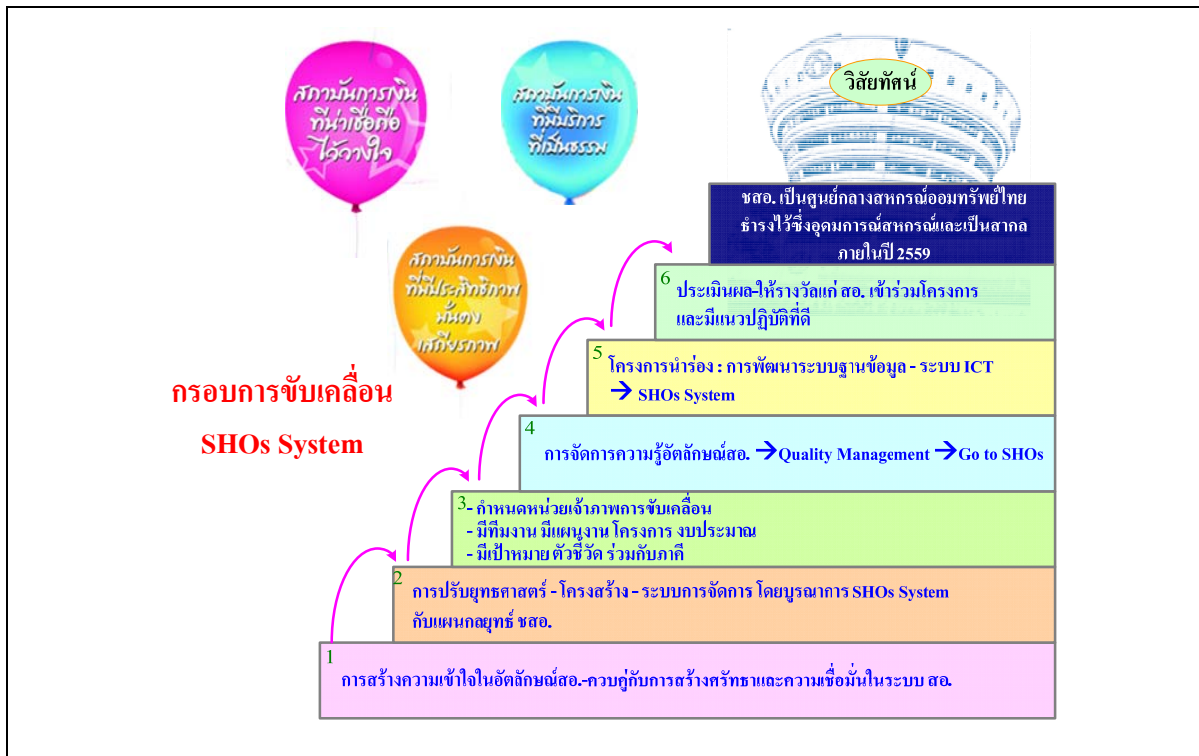 สถาบันการเงิน
ที่น่าเชื่อถือ
ไว้วางใจ
สถาบันการเงิน
ที่มีบริการ
ที่เป็นธรรม
สถาบันการเงิน
ที่มีประสิทธิภาพ
มั่นคง
เสถียรภาพ
กรอบการขับเคลื่อน
SHOs System
วิสัยทัศน์
ชสอ. เป็นศูนย์กลางสหกรณ์ออมทรัพย์ไทย
ธำรงไว้ซึ่งอุดมการณ์สหกรณ์และเป็นสากล
ภายในปี 2559
6 ประเมินผล-ให้รางวัลแก่ สอ. เข้าร่วมโครงการ
และมีแนวปฏิบัติที่ดี
5 โครงการนำร่อง : การพัฒนาระบบฐานข้อมูล - ระบบ ICT
→ SHOs System
4
การจัดการความรู้อัตลักษณ์สอ. →Quality Management →Go to SHOs
3 - กำหนดหน่วยเจ้าภาพการขับเคลื่อน
- มีทีมงาน มีแผนงาน โครงการ งบประมาณ
- มีเป้าหมาย ตัวชี้วัด ร่วมกับภาคี
2
การปรับยุทธศาสตร์ - โครงสร้าง - ระบบการจัดการ โดยบูรณาการ SHOs System
กับแผนกลยุทธ์ ชสอ.
1
การสร้างความเข้าใจในอัตลักษณ์สอ.-ควบคู่กับการสร้างศรัทธาและความเชื่อมั่นในระบบ สอ.